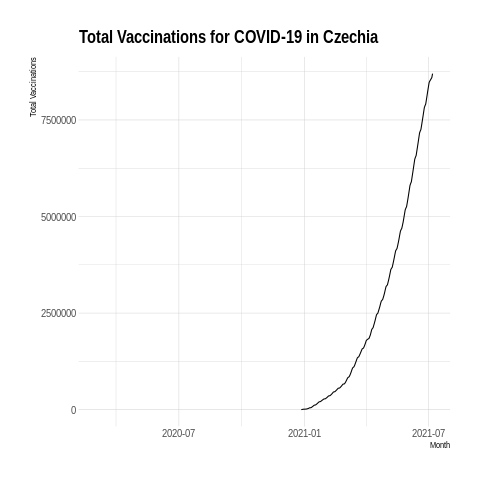 Total Vaccinations for COVID-19 in Czechia
Total Vaccinations
7500000
5000000
2500000
0
2020-07
2021-01
2021-07
Month